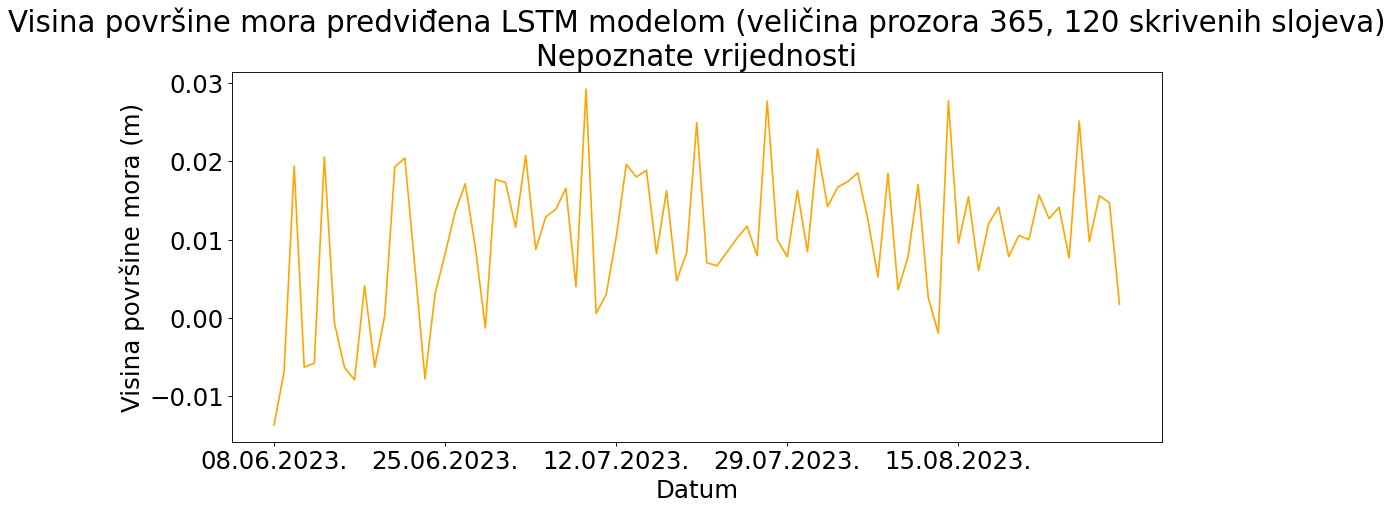 Visina površine mora predviđena LSTM modelom (veličina prozora 365, 120 skrivenih slojeva)
Nepoznate vrijednosti
Visina površine mora (m)
0.03
0.02
0.01
0.00
−0.01
08.06.2023. 25.06.2023. 12.07.2023. 29.07.2023. 15.08.2023.
Datum